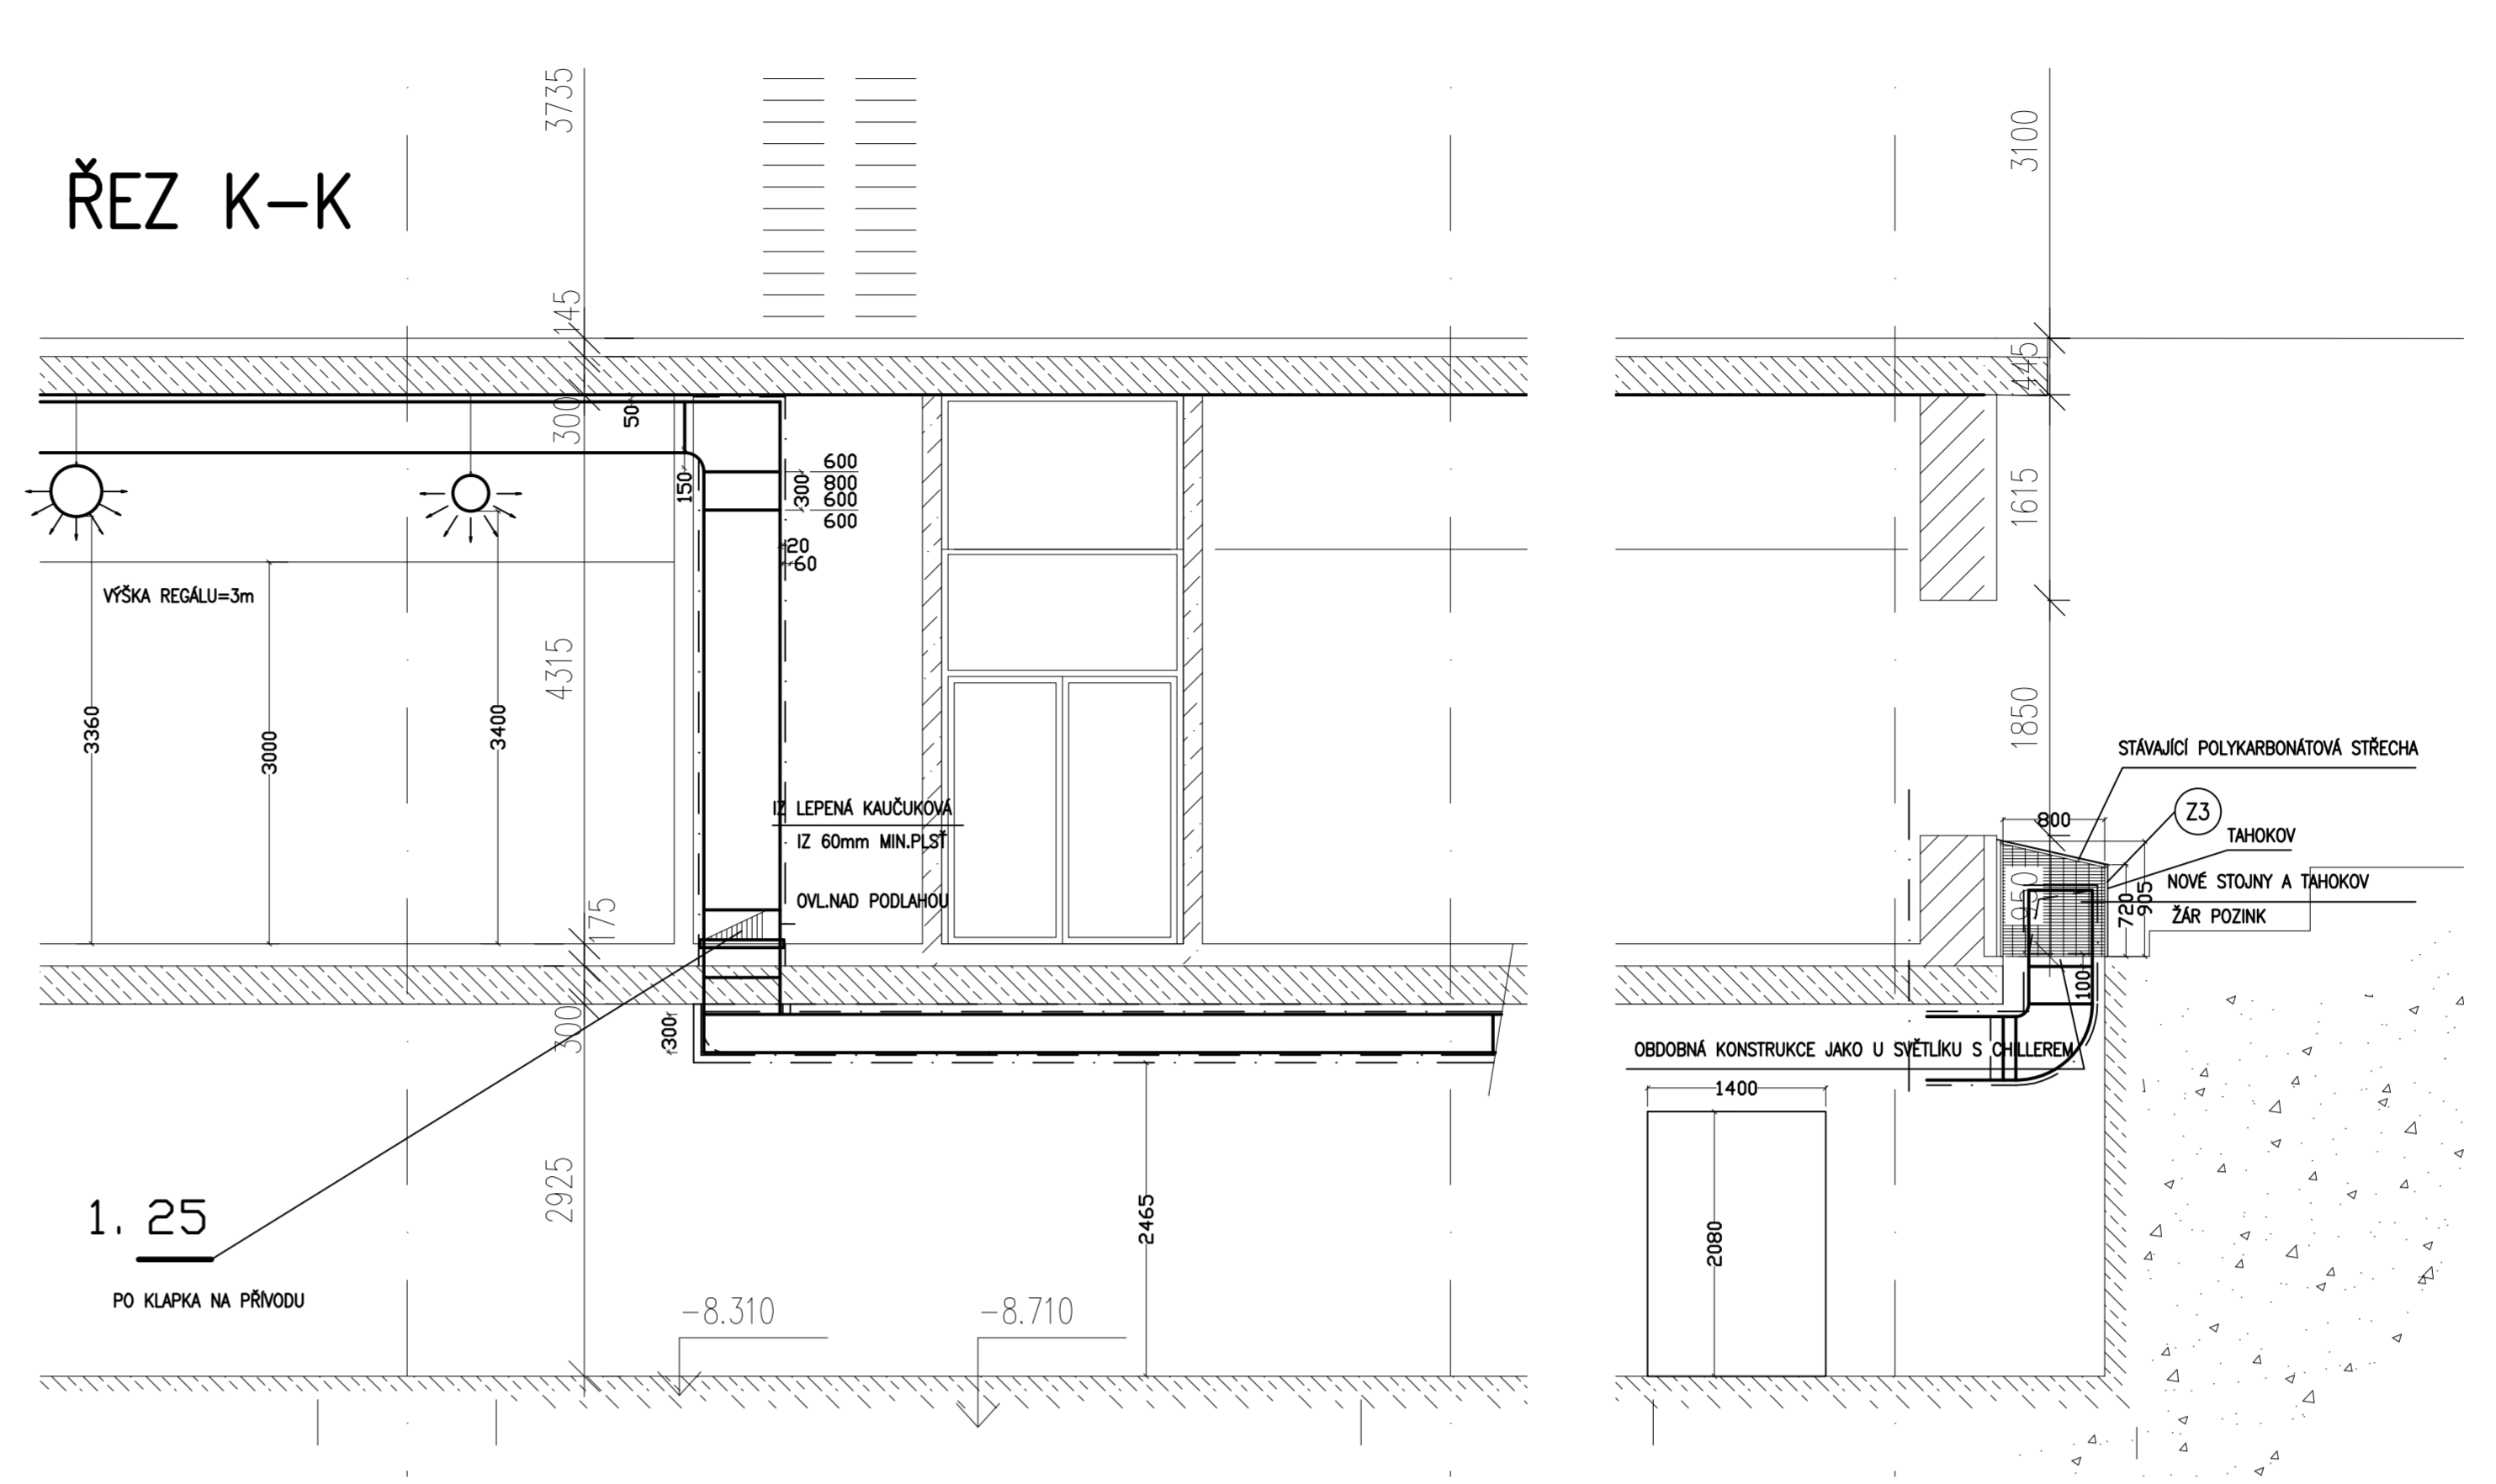 3735
3100
ŘEZ K–K
145
445
300
50
600
800
600
600
150
300
1615
20
60
VÝŠKA REGÁLU=3m
4315
3360
3000
3400
1850
STÁVAJÍCÍ POLYKARBONÁTOVÁ STŘECHA
Z3
800
IZ LEPENÁ KAUČUKOVÁ
IZ 60mm MIN.PLSŤ
TAHOKOV
OVL.NAD PODLAHOU
950
NOVÉ STOJNY A TAHOKOV
720
905
ŽÁR POZINK
175
100
300
300
OBDOBNÁ KONSTRUKCE JAKO U SVĚTLÍKU S CHILLEREM
1400
2925
2465
2080
1. 25
PO KLAPKA NA PŘÍVODU
−8.310
−8.710